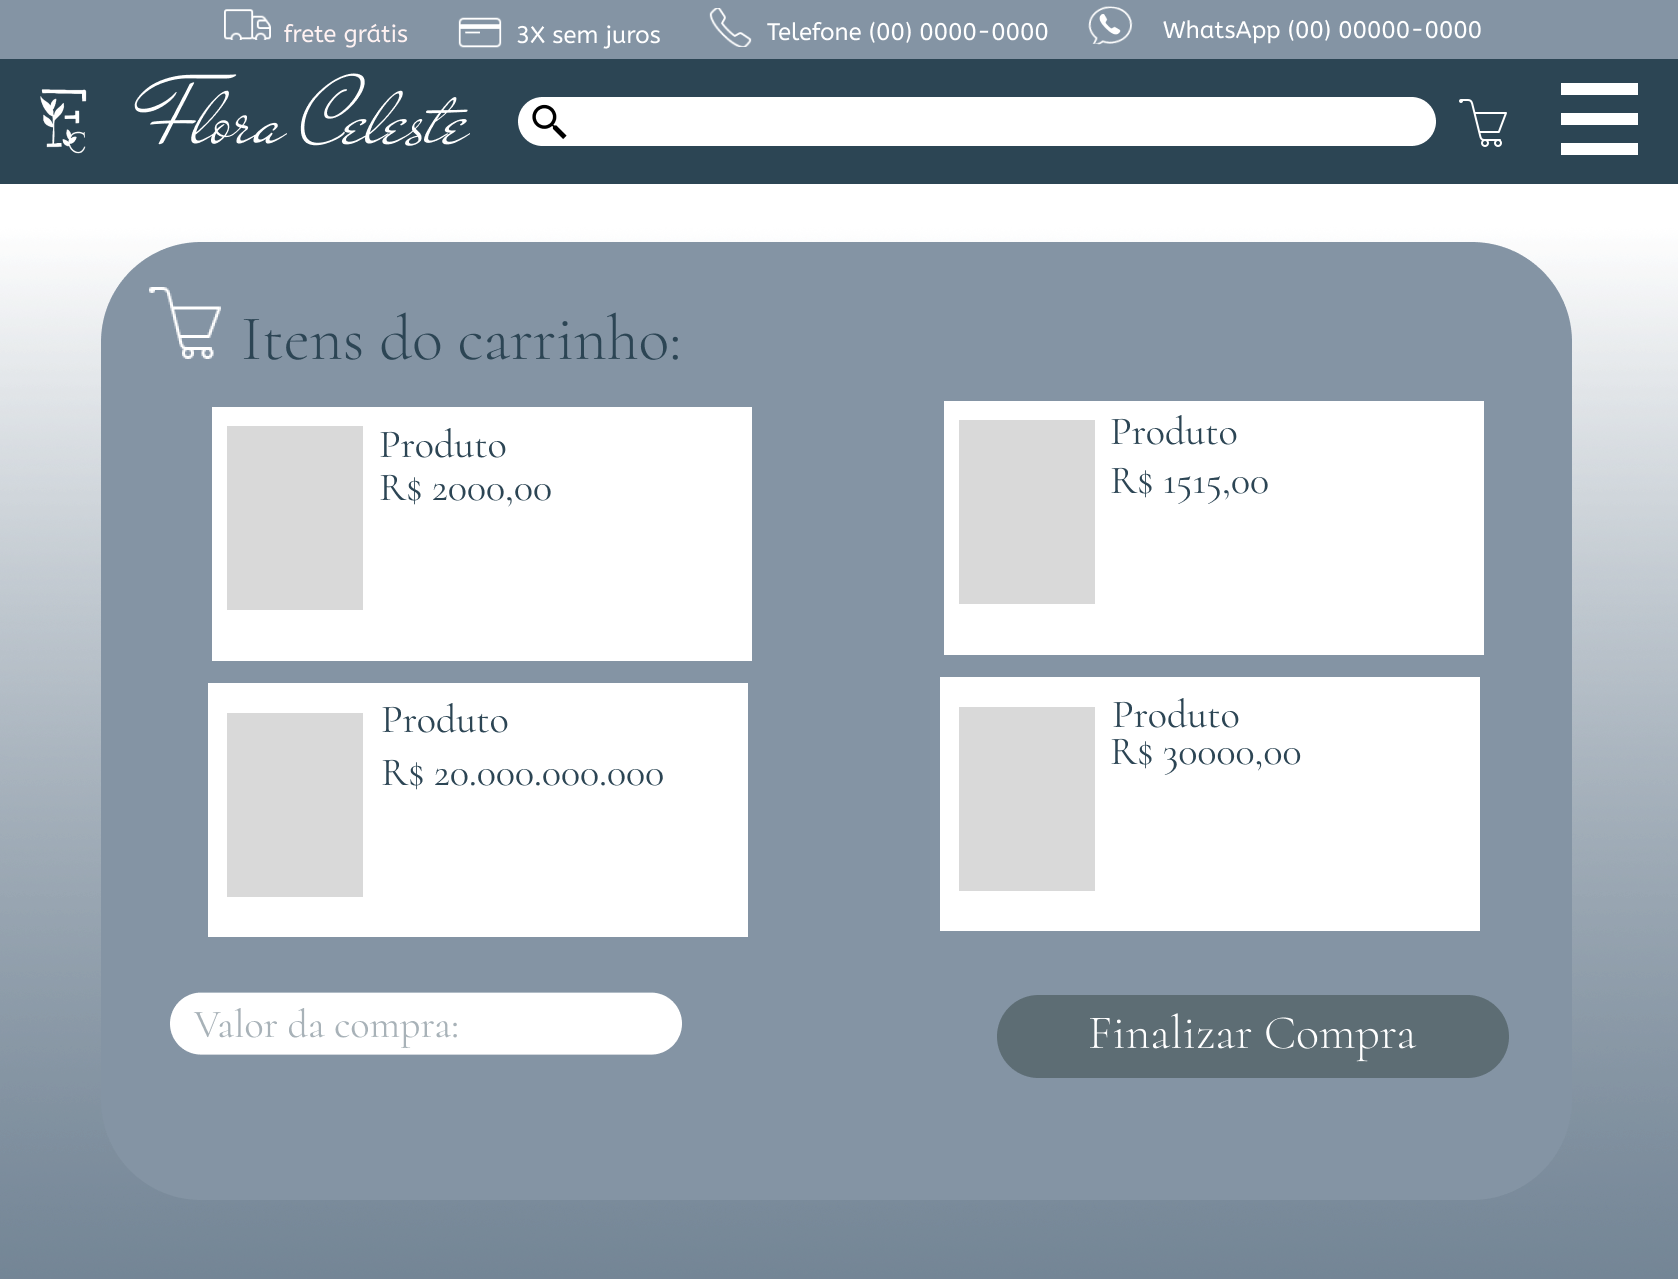 frete grátis
3X sem juros
Telefone (00) 0000-0000
WhatsApp (00) 00000-0000
F C
Flora Celeste
Itens do carrinho:
Produto
R$ 2000,00
Produto
R$ 1515,00
Produto
R$ 20.000.000.000
Produto
R$ 30000,00
Valor da compra:
Finalizar Compra